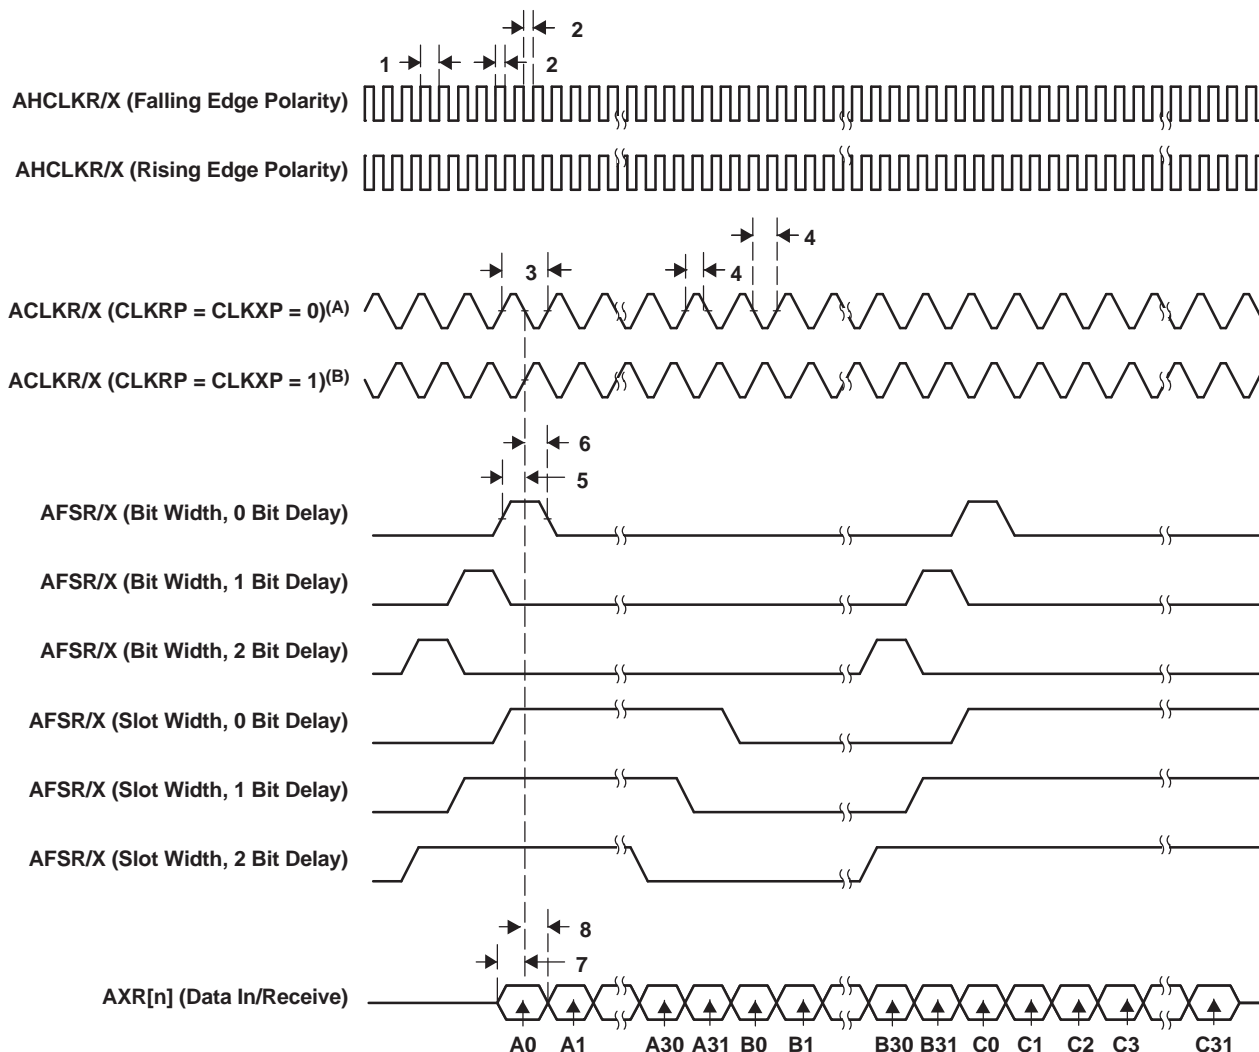 2
1
2
AHCLKR/X (Falling Edge Polarity)
AHCLKR/X (Rising Edge Polarity)
4
3
4
ACLKR/X (CLKRP = CLKXP = 0)(A)
ACLKR/X (CLKRP = CLKXP = 1)(B)
6
5
AFSR/X (Bit Width, 0 Bit Delay)
AFSR/X (Bit Width, 1 Bit Delay)
AFSR/X (Bit Width, 2 Bit Delay)
AFSR/X (Slot Width, 0 Bit Delay)
AFSR/X (Slot Width, 1 Bit Delay)
AFSR/X (Slot Width, 2 Bit Delay)
8
7
AXR[n] (Data In/Receive)
A0 A1 A30 A31 B0 B1 B30 B31 C0 C1 C2 C3 C31